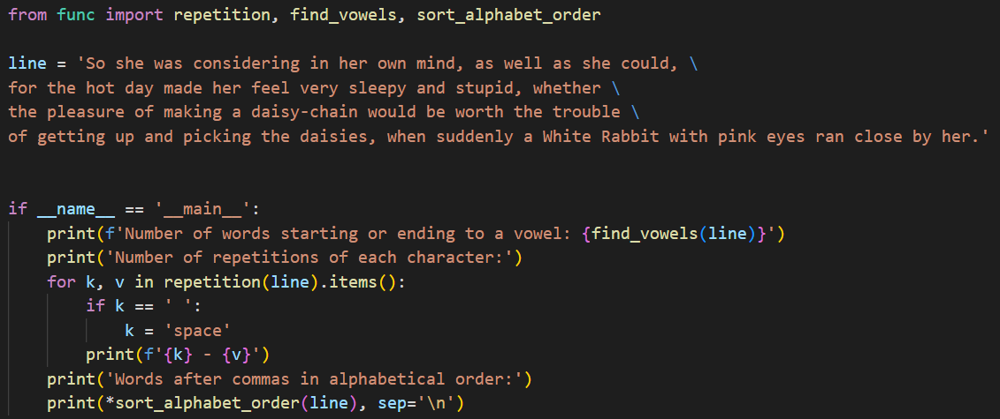 from func import repetition, find_vowels, sort_alphabet_order
line = 'So she was considering in her own mind, as well as she could, \
for the hot day made her feel very sleepy and stupid, whether \
the pleasure of making a daisy-chain would be worth the trouble \
of getting up and picking the daisies, when suddenly a White Rabbit with pink eyes ran close by her.'
if __name__ == '__main__':
    print(f'Number of words starting or ending to a vowel: {find_vowels(line)}')
    print('Number of repetitions of each character:')
    for k, v in repetition(line).items():
        if k == ' ':
            k = 'space'
        print(f'{k} - {v}')
    print('Words after commas in alphabetical order:')
    print(*sort_alphabet_order(line), sep='\n')